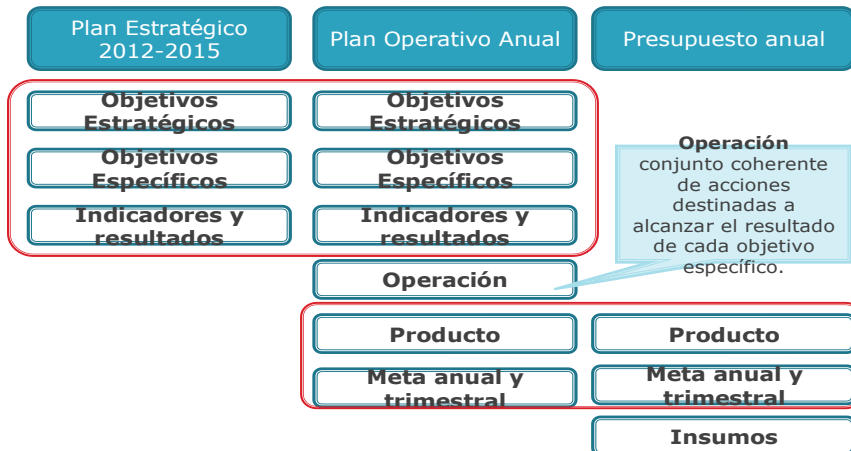 Plan Estratégico
2012-2015
Plan Operativo Anual
Presupuesto anual
Objetivos
Estratégicos
Objetivos
Estratégicos
Objetivos
Específicos
Objetivos
Específicos
Indicadores y
resultados
Indicadores y
resultados
Operación
conjunto coherente
de acciones
destinadas a
alcanzar el resultado
de cada objetivo
específico.
Operación
Producto
Producto
Meta anual y
trimestral
Meta anual y
trimestral
Insumos